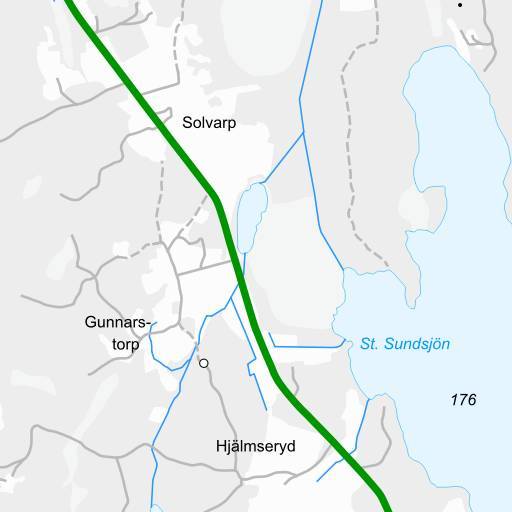 Solvarp
Gunnars-
torp
St. Sundsjön
176
Hjälmseryd